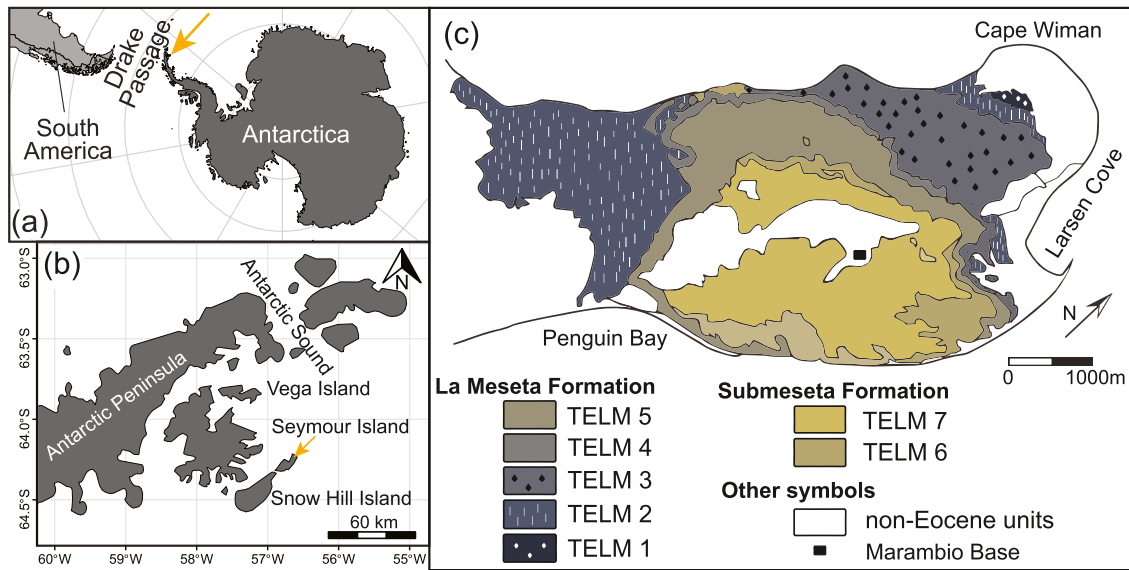 (a)
Drake
Passage
South
America
Antarctica
(b)
N
63.0°S
63.5°S
64.0°S
64.5°S
Antarctic Sound
Antarctic Peninsula
Vega Island
Seymour Island
Snow Hill Island
60 km
60°W 59°W 58°W 57°W 56°W 55°W
(c)
Cape Wiman
Larsen Cove
Penguin Bay
N
0 1000m
La Meseta Formation
TELM 5
TELM 4
TELM 3
TELM 2
TELM 1
Submeseta Formation
TELM 7
TELM 6
Other symbols
non-Eocene units
Marambio Base